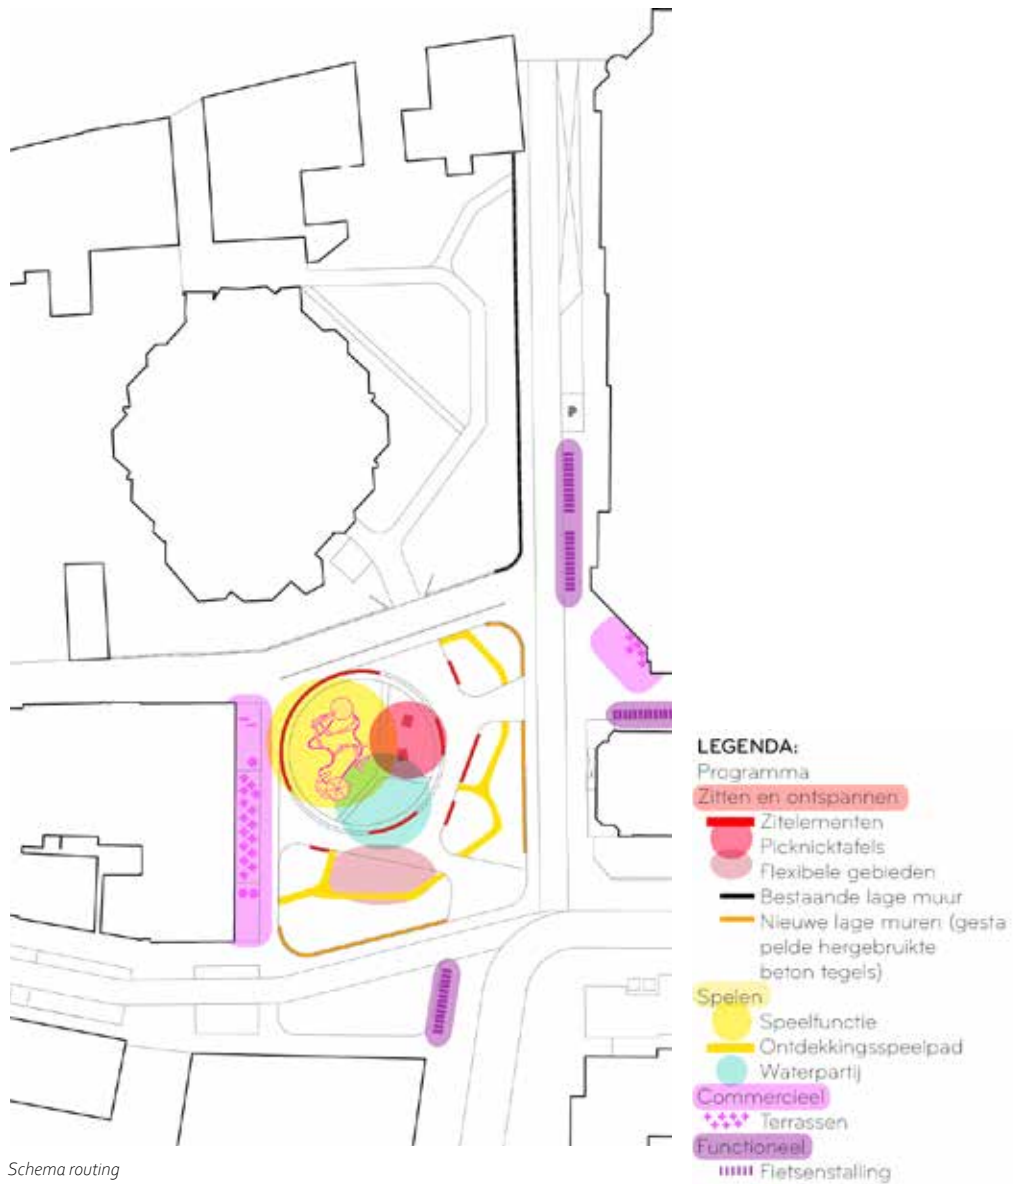 P
LEGENDA:
Programma
Zitten en ontspannen
Zitelementen
Picknicktafels
Flexibele gebieden
Bestaande lage muur
Nieuwe lage muren (gesta
pelde hergebruikte
beton tegels)
Spelen
Speelfunctie
Ontdekkingsspeelpad
Waterpartij
Commercieel
Terrassen
Functioneel
Fietsenstalling
Schema routing